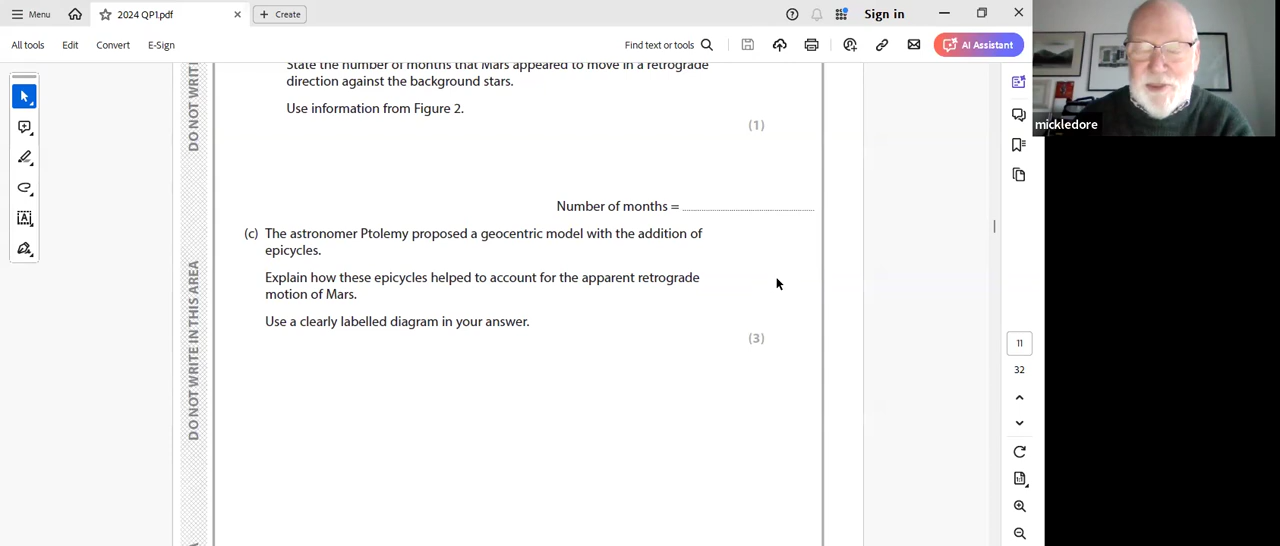 Menu
2024 QP1.pdf
Create
Sign in
All tools
Edit
Convert
E-Sign
Find text or tools
AI Assistant
State the number of months that Mars appeared to move in a retrograde
direction against the background stars.
Use information from Figure 2.
(1)
Number of months =
(c) The astronomer Ptolemy proposed a geocentric model with the addition of
epicycles.
Explain how these epicycles helped to account for the apparent retrograde
motion of Mars.
Use a clearly labelled diagram in your answer.
(3)
DO NOT WRIT
DO NOT WRITE IN THIS AREA
A
11
32
mickledore